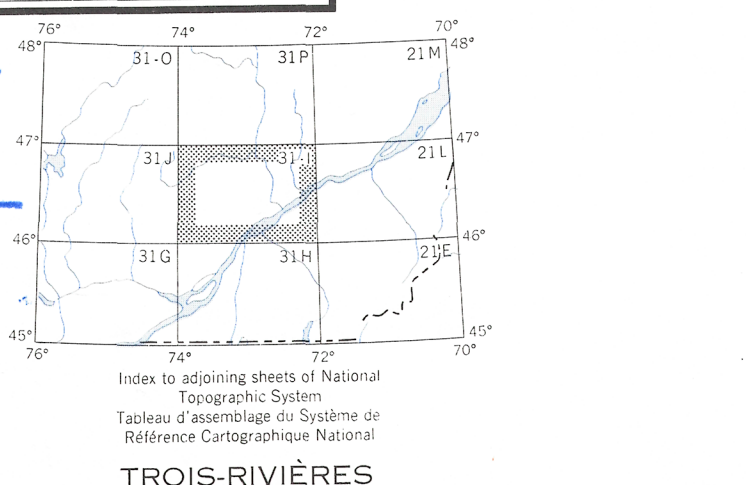 76° 74° 72° 70°
48° 31-O 31P 21M 48°
47° 31J 31-I 21L 47°
46° 31G 31H 21E 46°
45° 45°
76° 74° 72° 70°
Index to adjoining sheets of National
Topographic System
Tableau d'assemblage du Système de
Référence Cartographique National
TROIS-RIVIÈRES